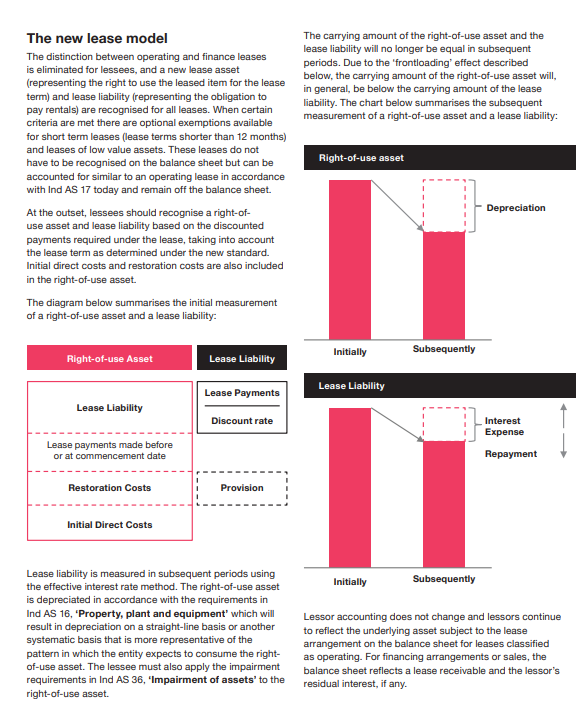 The new lease model
The distinction between operating and finance leases
is eliminated for lessees, and a new lease asset
(representing the right to use the leased item for the lease
term) and lease liability (representing the obligation to
pay rentals) are recognised for all leases. When certain
criteria are met there are optional exemptions available
for short term leases (lease terms shorter than 12 months)
and leases of low value assets. These leases do not
have to be recognised on the balance sheet but can be
accounted for similar to an operating lease in accordance
with Ind AS 17 today and remain off the balance sheet.
At the outset, lessees should recognise a right-of-
use asset and lease liability based on the discounted
payments required under the lease, taking into account
the lease term as determined under the new standard.
Initial direct costs and restoration costs are also included
in the right-of-use asset.
The diagram below summarises the initial measurement
of a right-of-use asset and a lease liability:
Right-of-use Asset
Lease Liability
Lease Liability
Lease Payments
Discount rate
Lease payments made before
or at commencement date
Restoration Costs
Provision
Initial Direct Costs
Lease liability is measured in subsequent periods using
the effective interest rate method. The right-of-use asset
is depreciated in accordance with the requirements in
Ind AS 16, ‘Property, plant and equipment’ which will
result in depreciation on a straight-line basis or another
systematic basis that is more representative of the
pattern in which the entity expects to consume the right-
of-use asset. The lessee must also apply the impairment
requirements in Ind AS 36, ‘Impairment of assets’ to the
right-of-use asset.
The carrying amount of the right-of-use asset and the
lease liability will no longer be equal in subsequent
periods. Due to the ‘frontloading’ effect described
below, the carrying amount of the right-of-use asset will,
in general, be below the carrying amount of the lease
liability. The chart below summarises the subsequent
measurement of a right-of-use asset and a lease liability:
Right-of-use asset
Depreciation
Initially
Subsequently
Lease Liability
Interest
Expense
Repayment
Initially
Subsequently
Lessor accounting does not change and lessors continue
to reflect the underlying asset subject to the lease
arrangement on the balance sheet for leases classified
as operating. For financing arrangements or sales, the
balance sheet reflects a lease receivable and the lessor’s
residual interest, if any.